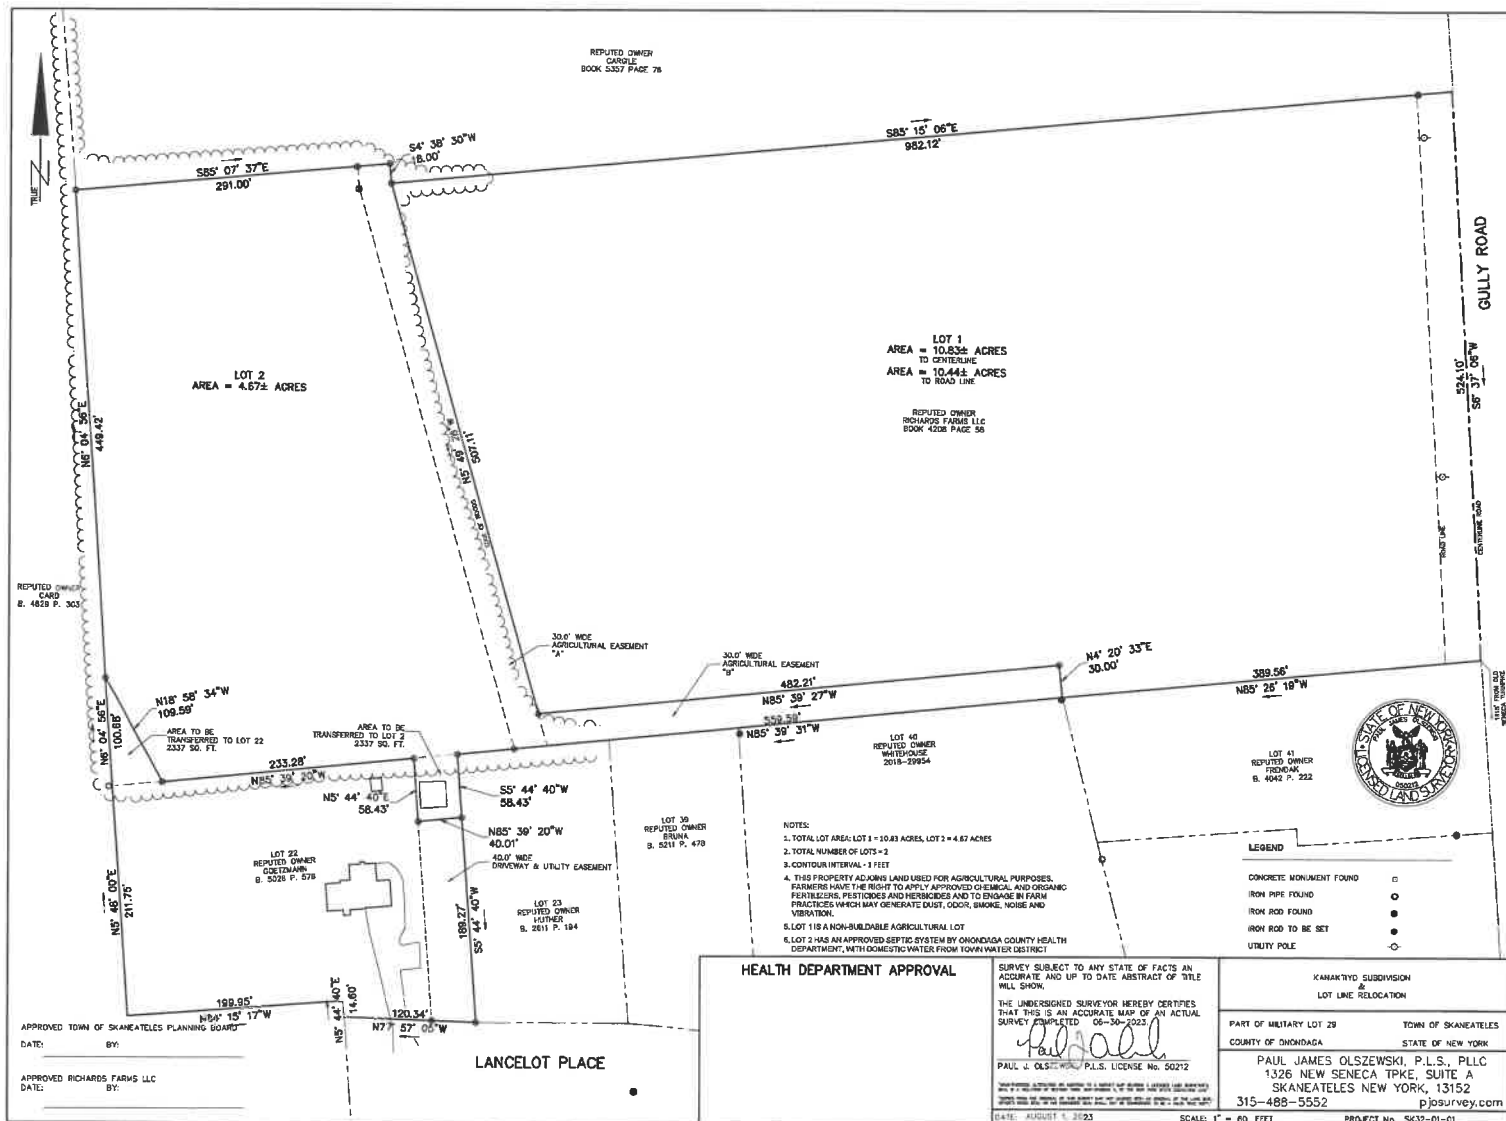 REPUTED OWNER
CARGLE
BOOK 5357 PAGE 76
TRUE
N
S85° 07' 37"E
291.00'
S4° 38' 30"W
18.00'
S85° 15' 06"E
982.12'
GULLY ROAD
LOT 1
AREA = 10.83± ACRES
TO CENTERLINE
AREA = 10.44± ACRES
TO ROAD LINE
REPUTED OWNER
RICHARDS FARMS LLC
BOOK 4208 PAGE 58
LOT 2
AREA = 4.67± ACRES
N6° 04' 56"E
449.42'
507.11'
524.10'
S6° 37' 06"W
ROAD LINE
CENTERLINE ROAD
REPUTED OWNER
CARD
B. 4829 P. 303
30.0' WIDE
AGRICULTURAL EASEMENT
"A"
30.0' WIDE
AGRICULTURAL EASEMENT
"B"
N4° 20' 33"E
30.00'
482.21'
N85° 39' 27"W
389.56'
N85° 26' 19"W
559.59'
N85° 39' 31"W
N18° 58' 34"W
109.59'
N6° 04' 56"E
100.68'
AREA TO BE
TRANSFERRED TO LOT 22
2337 SQ. FT.
AREA TO BE
TRANSFERRED TO LOT 2
2337 SQ. FT.
233.28'
N85° 39' 20"W
N5° 44' 40"E
58.43'
S5° 44' 40"W
58.43'
N85° 39' 20"W
40.01'
40.0' WIDE
DRIVEWAY & UTILITY EASEMENT
LOT 40
REPUTED OWNER
WHITEHOUSE
2018-29954
LOT 41
REPUTED OWNER
FRENDAK
B. 4042 P. 222
STATE OF NEW YORK
PAUL JAMES OLSZEWSKI
050212
LICENSED LAND SURVEYOR
LOT 39
REPUTED OWNER
BRUNA
B. 5211 P. 478
LOT 22
REPUTED OWNER
GOETZMANN
B. 5028 P. 578
LOT 23
REPUTED OWNER
HUTHER
B. 2611 P. 194
N5° 48' 00"E
211.75'
189.27'
S5° 44' 40"W
199.95'
N84° 15' 17"W
N5° 44' 40"E
14.60'
120.34'
N77° 57' 05"W
LANCELOT PLACE
NOTES:
1. TOTAL LOT AREA: LOT 1 = 10.83 ACRES, LOT 2 = 4.67 ACRES
2. TOTAL NUMBER OF LOTS = 2
3. CONTOUR INTERVAL - 1 FEET
4. THIS PROPERTY ADJOINS LAND USED FOR AGRICULTURAL PURPOSES.
FARMERS HAVE THE RIGHT TO APPLY APPROVED CHEMICAL AND ORGANIC
FERTILIZERS, PESTICIDES AND HERBICIDES AND TO ENGAGE IN FARM
PRACTICES WHICH MAY GENERATE DUST, ODOR, SMOKE, NOISE AND
VIBRATION.
5. LOT 1 IS A NON-BUILDABLE AGRICULTURAL LOT
6. LOT 2 HAS AN APPROVED SEPTIC SYSTEM BY ONONDAGA COUNTY HEALTH
DEPARTMENT, WITH DOMESTIC WATER FROM TOWN WATER DISTRICT
LEGEND
CONCRETE MONUMENT FOUND
IRON PIPE FOUND
IRON ROD FOUND
IRON ROD TO BE SET
UTILITY POLE
APPROVED TOWN OF SKANEATELES PLANNING BOARD
DATE: BY:
APPROVED RICHARDS FARMS LLC
DATE: BY:
HEALTH DEPARTMENT APPROVAL
SURVEY SUBJECT TO ANY STATE OF FACTS AN
ACCURATE AND UP TO DATE ABSTRACT OF TITLE
WILL SHOW.
THE UNDERSIGNED SURVEYOR HEREBY CERTIFIES
THAT THIS IS AN ACCURATE MAP OF AN ACTUAL
SURVEY COMPLETED 06-30-2023.
PAUL J. OLSZEWSKI, P.L.S. LICENSE No. 50212
DATE: AUGUST 1, 2023
SCALE: 1" = 60 FEET
PROJECT No. SK32-01-01
SUBDIVISION
&
LOT LINE RELOCATION
PART OF MILITARY LOT 29 TOWN OF SKANEATELES
COUNTY OF ONONDAGA STATE OF NEW YORK
PAUL JAMES OLSZEWSKI, P.L.S., PLLC
1326 NEW SENECA TPKE, SUITE A
SKANEATELES NEW YORK, 13152
315-488-5552 pjosurvey.com